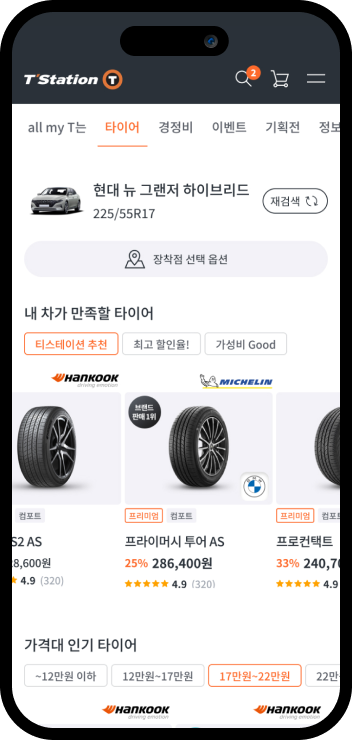 T'Station T
2
all my T는 타이어 경정비 이벤트 기획전 정보
현대 뉴 그랜저 하이브리드
225/55R17
재검색
장착점 선택 옵션
내 차가 만족할 타이어
티스테이션 추천 최고 할인율! 가성비 Good
HANKOOK
driving emotion
MICHELIN
브랜드
판매 1위
컴포트 프리미엄 컴포트 프리미엄 컴포
S2 AS 프라이머시 투어 AS 프로컨택트
8,600원 25% 286,400원 33% 240,70
4.9 (320) 4.9 (320) 4.9
가격대 인기 타이어
~12만원 이하 12만원~17만원 17만원~22만원 22만
HANKOOK HANKOOK
driving emotion driving emotion